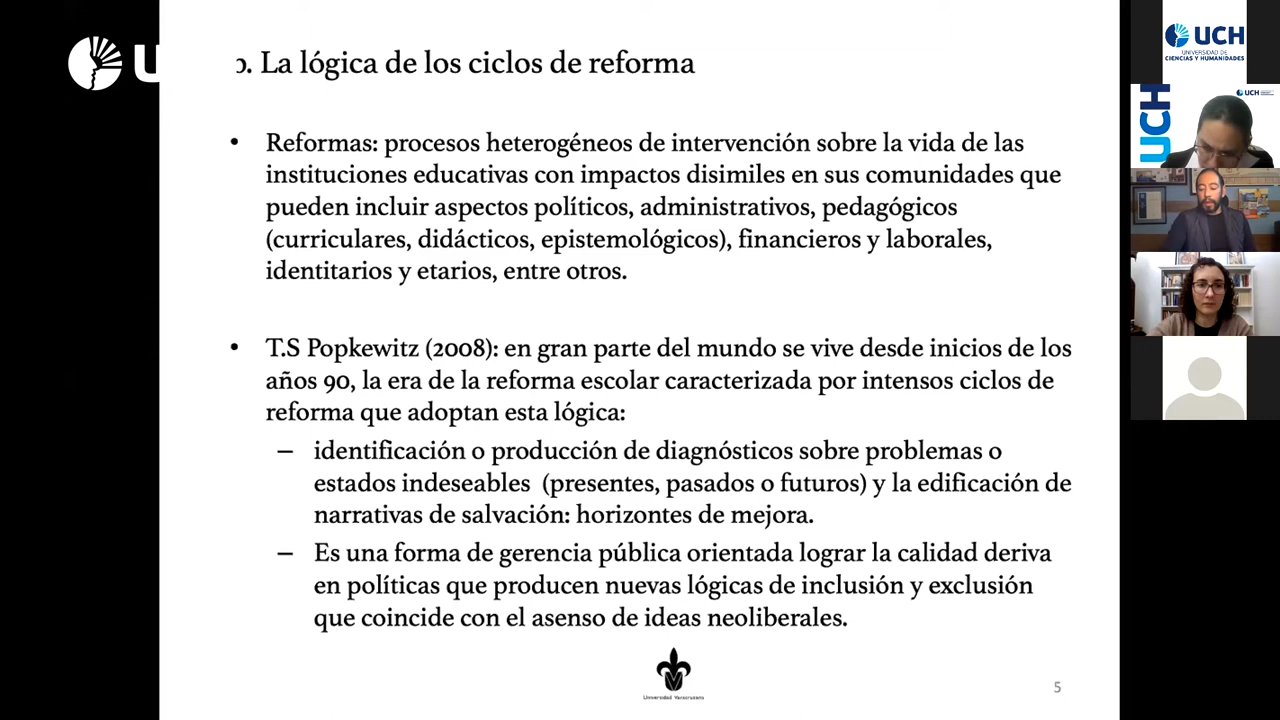 U
b. La lógica de los ciclos de reforma
• Reformas: procesos heterogéneos de intervención sobre la vida de las
instituciones educativas con impactos disimiles en sus comunidades que
pueden incluir aspectos políticos, administrativos, pedagógicos
(curriculares, didácticos, epistemológicos), financieros y laborales,
identitarios y etarios, entre otros.
• T.S Popkewitz (2008): en gran parte del mundo se vive desde inicios de los
años 90, la era de la reforma escolar caracterizada por intensos ciclos de
reforma que adoptan esta lógica:
– identificación o producción de diagnósticos sobre problemas o
estados indeseables (presentes, pasados o futuros) y la edificación de
narrativas de salvación: horizontes de mejora.
– Es una forma de gerencia pública orientada lograr la calidad deriva
en políticas que producen nuevas lógicas de inclusión y exclusión
que coincide con el asenso de ideas neoliberales.
Universidad Veracruzana
5
UCH
UNIVERSIDAD DE
CIENCIAS Y HUMANIDADES
UCH
UCH